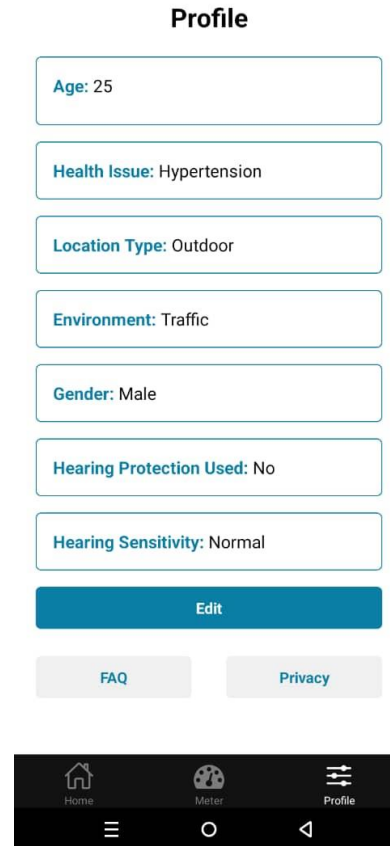 Profile
Age: 25
Health Issue: Hypertension
Location Type: Outdoor
Environment: Traffic
Gender: Male
Hearing Protection Used: No
Hearing Sensitivity: Normal
Edit
FAQ Privacy
Home Meter Profile